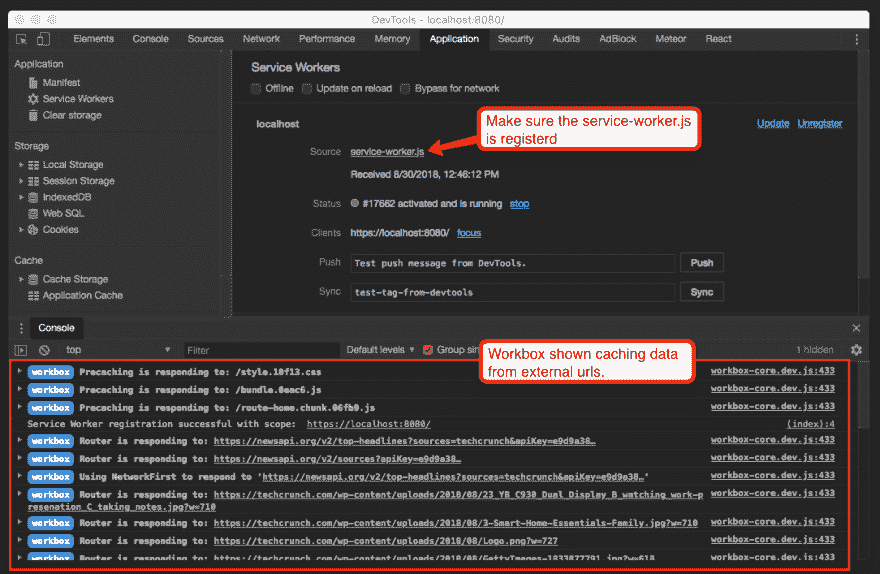 DevTools - localhost:8080/
Elements Console Sources Network Performance Memory Application Security Audits AdBlock Meteor React
Application
Manifest
Service Workers
Clear storage
Storage
Local Storage
Session Storage
IndexedDB
Web SQL
Cookies
Cache
Cache Storage
Application Cache
Service Workers
Offline Update on reload Bypass for network
localhost
Update Unregister
Make sure the service-worker.js
is registerd
Source service-worker.js
Received 8/30/2018, 12:46:12 PM
Status #17662 activated and is running stop
Clients https://localhost:8080/ focus
Push Test push message from DevTools. Push
Sync test-tag-from-devtools Sync
Console
top Filter Default levels ▼ Group sim 1 hidden
Workbox shown caching data
from external urls.
workbox Precaching is responding to: /style.18f13.css workbox-core.dev.js:433
workbox Precaching is responding to: /bundle.0eac6.js workbox-core.dev.js:433
workbox Precaching is responding to: /route-home.chunk.06fb9.js workbox-core.dev.js:433
Service Worker registration successful with scope: https://localhost:8080/ (index):4
workbox Router is responding to: https://newsapi.org/v2/top-headlines?sources=techcrunch&apiKey=e9d9a38… workbox-core.dev.js:433
workbox Router is responding to: https://newsapi.org/v2/sources?apiKey=e9d9a38… workbox-core.dev.js:433
workbox Using NetworkFirst to respond to 'https://newsapi.org/v2/top-headlines?sources=techcrunch&apiKey=e9d9a38…' workbox-core.dev.js:433
workbox Router is responding to: https://techcrunch.com/wp-content/uploads/2018/08/23_YB_C930_Dual_Display_B_watching_work-p workbox-core.dev.js:433
resenation_C_taking_notes.jpg?w=710
workbox Router is responding to: https://techcrunch.com/wp-content/uploads/2018/08/3-Smart-Home-Essentials-Family.jpg?w=710 workbox-core.dev.js:433
workbox Router is responding to: https://techcrunch.com/wp-content/uploads/2018/08/Logo.png?w=727 workbox-core.dev.js:433
workbox Router is responding to: https://techcrunch.com/wp-content/uploads/2018/08/GettyImages-1033877791.jpg?w=618 workbox-core.dev.js:433